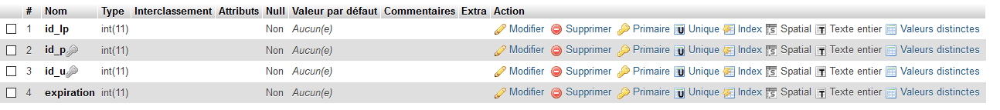 # Nom Type Interclassement Attributs Null Valeur par défaut Commentaires Extra Action
1 id_lp int(11) Non Aucun(e) Modifier Supprimer Primaire Unique Index Spatial Texte entier Valeurs distinctes
2 id_p int(11) Non Aucun(e) Modifier Supprimer Primaire Unique Index Spatial Texte entier Valeurs distinctes
3 id_u int(11) Non Aucun(e) Modifier Supprimer Primaire Unique Index Spatial Texte entier Valeurs distinctes
4 expiration int(11) Non Aucun(e) Modifier Supprimer Primaire Unique Index Spatial Texte entier Valeurs distinctes